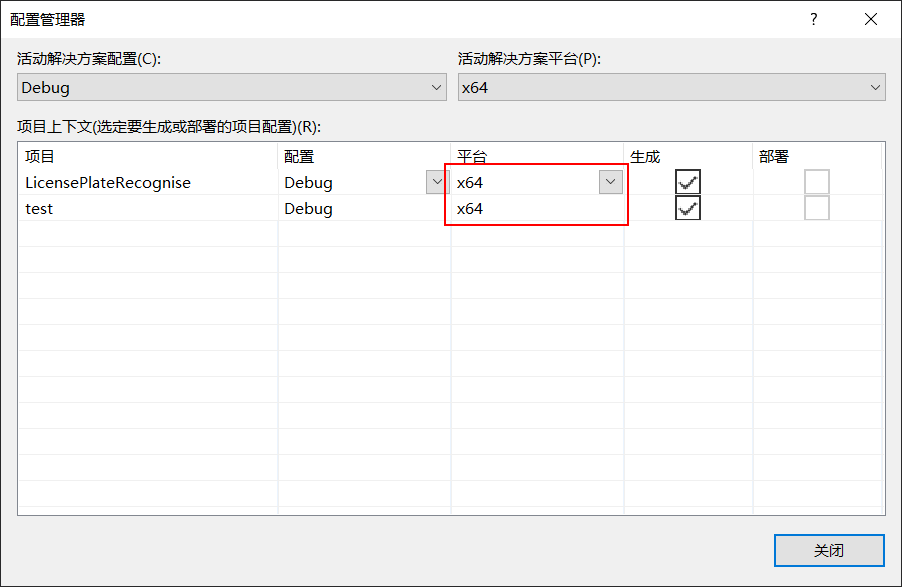 配置管理器
?
活动解决方案配置(C):
活动解决方案平台(P):
Debug
x64
项目上下文(选定要生成或部署的项目配置)(R):
项目 配置 平台 生成 部署
LicensePlateRecognise Debug x64
test Debug x64
关闭